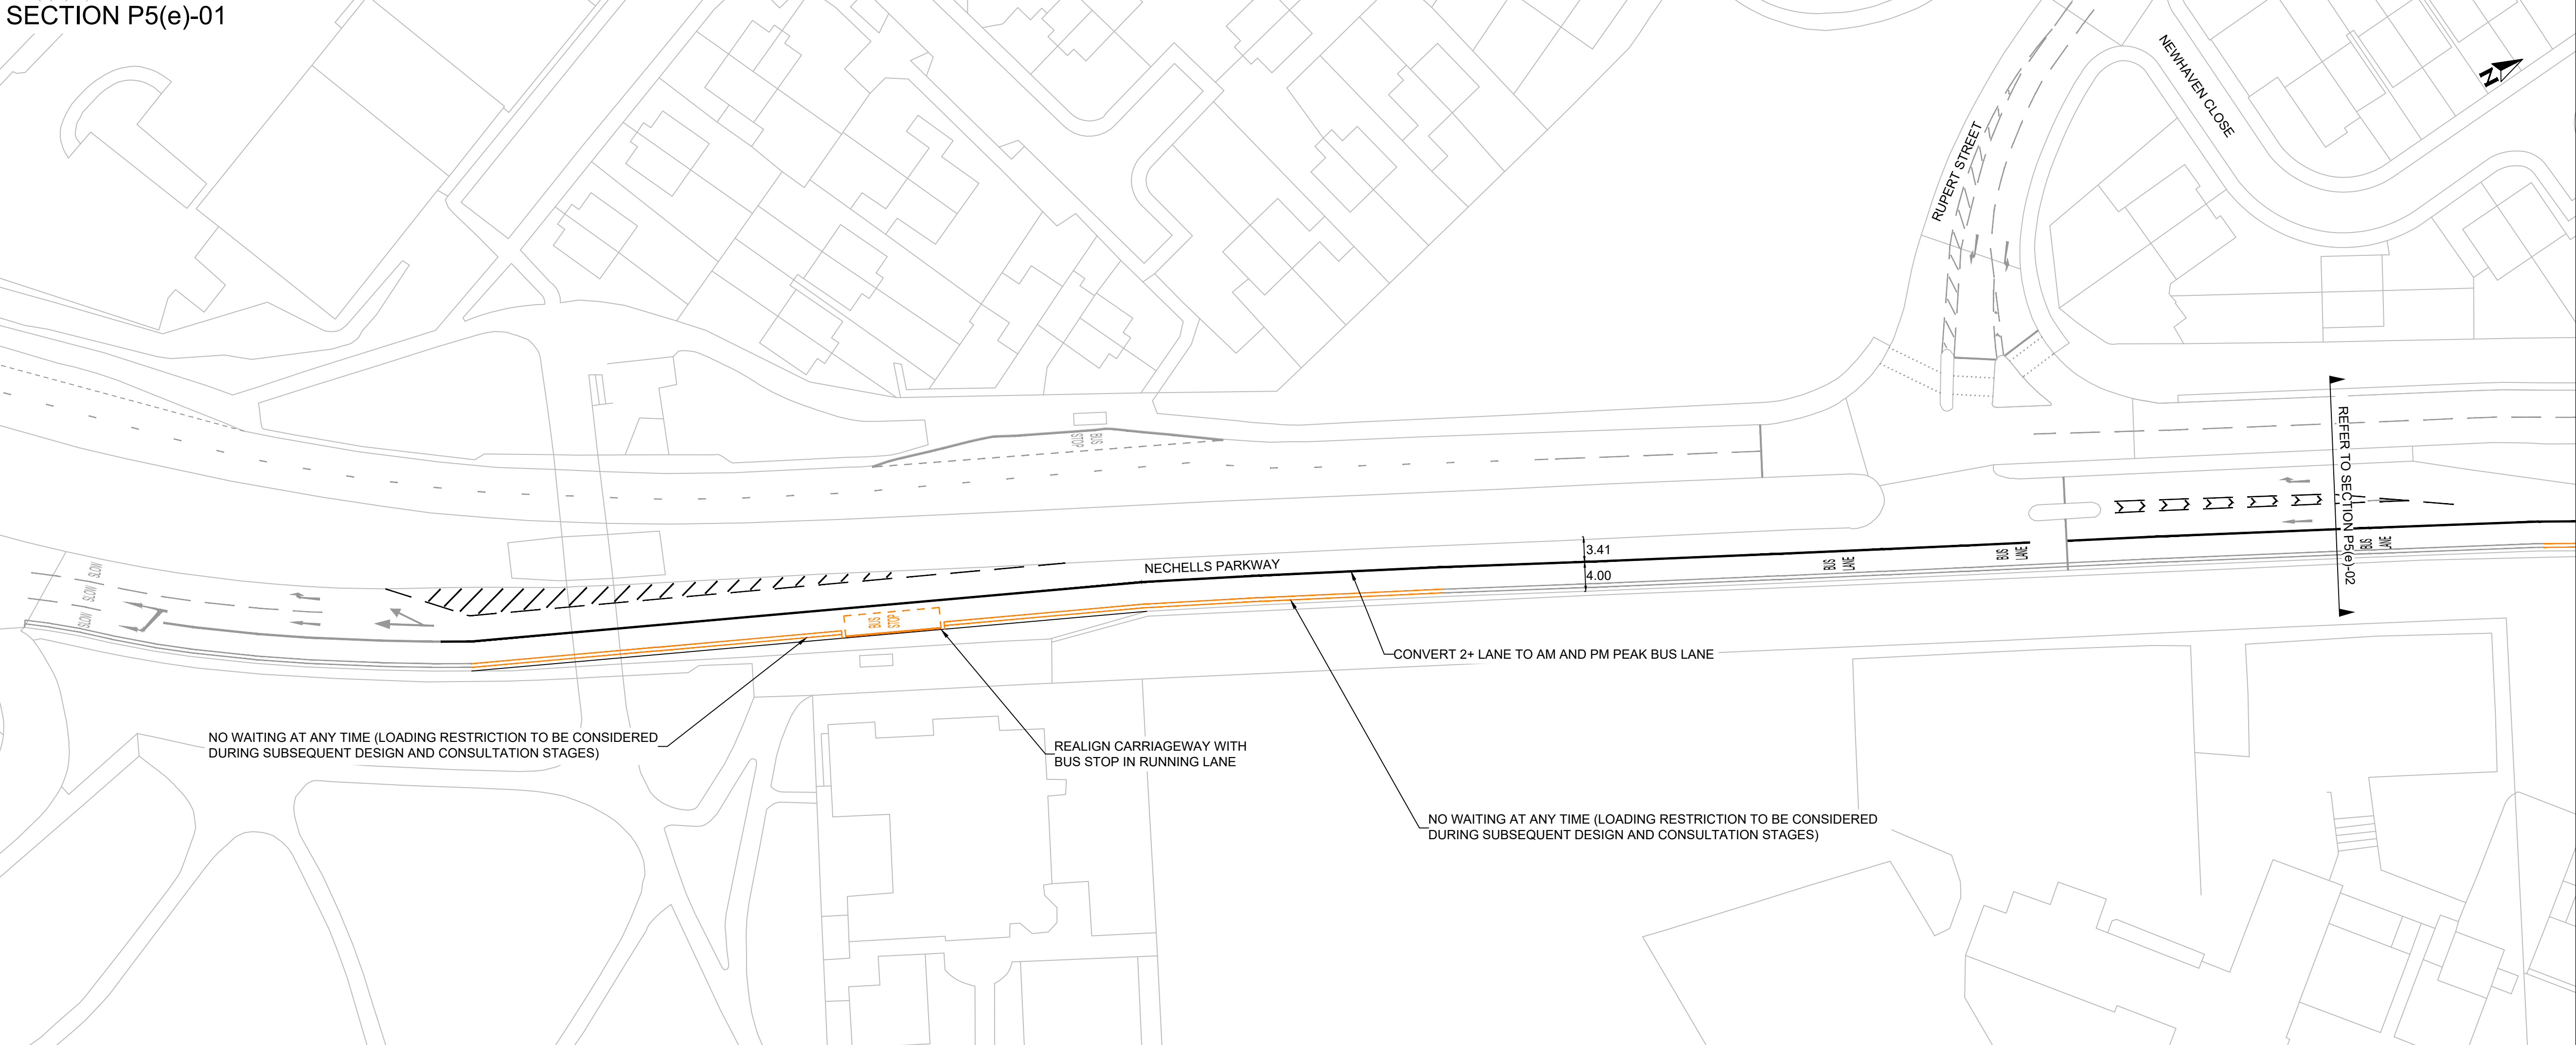 SECTION P5(e)-01
NEWHAVEN CLOSE
N
RUPERT STREET
BUS
STOP
REFER TO SECTION P5(e)-02
3.41
4.00
NECHELLS PARKWAY
BUS
LANE
BUS
LANE
BUS
LANE
SLOW
SLOW
SLOW
BUS
STOP
CONVERT 2+ LANE TO AM AND PM PEAK BUS LANE
NO WAITING AT ANY TIME (LOADING RESTRICTION TO BE CONSIDERED
DURING SUBSEQUENT DESIGN AND CONSULTATION STAGES)
REALIGN CARRIAGEWAY WITH
BUS STOP IN RUNNING LANE
NO WAITING AT ANY TIME (LOADING RESTRICTION TO BE CONSIDERED
DURING SUBSEQUENT DESIGN AND CONSULTATION STAGES)